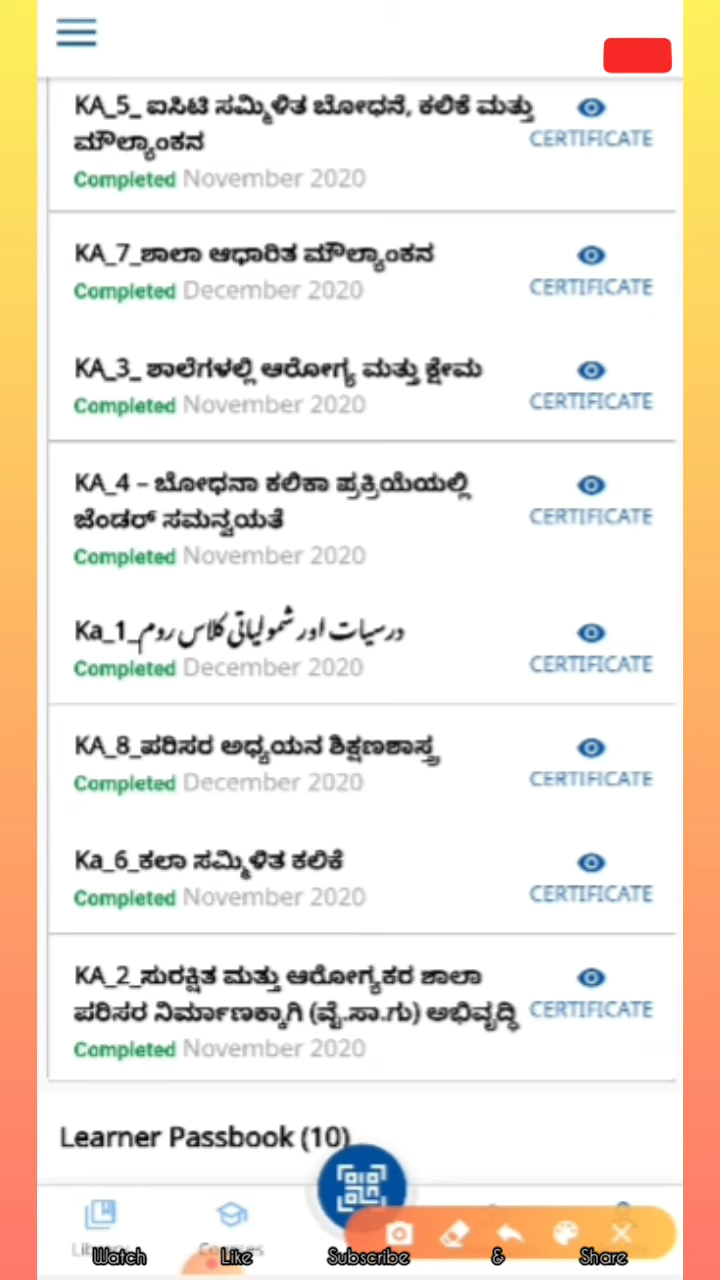 KA_5_ ಐಸಿಟಿ ಸಮ್ಮಿಳಿತ ಬೋಧನೆ, ಕಲಿಕೆ ಮತ್ತು
ಮೌಲ್ಯಾಂಕನ
CERTIFICATE
Completed November 2020
KA_7_ಶಾಲಾ ಆಧಾರಿತ ಮೌಲ್ಯಾಂಕನ
Completed December 2020
CERTIFICATE
KA_3_ ಶಾಲೆಗಳಲ್ಲಿ ಆರೋಗ್ಯ ಮತ್ತು ಕ್ಷೇಮ
Completed November 2020
CERTIFICATE
KA_4 – ಬೋಧನಾ ಕಲಿಕಾ ಪ್ರಕ್ರಿಯೆಯಲ್ಲಿ
ಜೆಂಡರ್ ಸಮನ್ವಯತೆ
CERTIFICATE
Completed November 2020
Ka_1_درسیات اور شمولیاتی کلاس روم
Completed December 2020
CERTIFICATE
KA_8_ಪರಿಸರ ಅಧ್ಯಯನ ಶಿಕ್ಷಣಶಾಸ್ತ್ರ
Completed December 2020
CERTIFICATE
Ka_6_ಕಲಾ ಸಮ್ಮಿಳಿತ ಕಲಿಕೆ
Completed November 2020
CERTIFICATE
KA_2_ಸುರಕ್ಷಿತ ಮತ್ತು ಆರೋಗ್ಯಕರ ಶಾಲಾ
ಪರಿಸರ ನಿರ್ಮಾಣಕ್ಕಾಗಿ (ವೈ.ಸಾ.ಗು) ಅಭಿವೃದ್ಧಿ
CERTIFICATE
Completed November 2020
Learner Passbook (10)
Watch Like Subscribe & Share